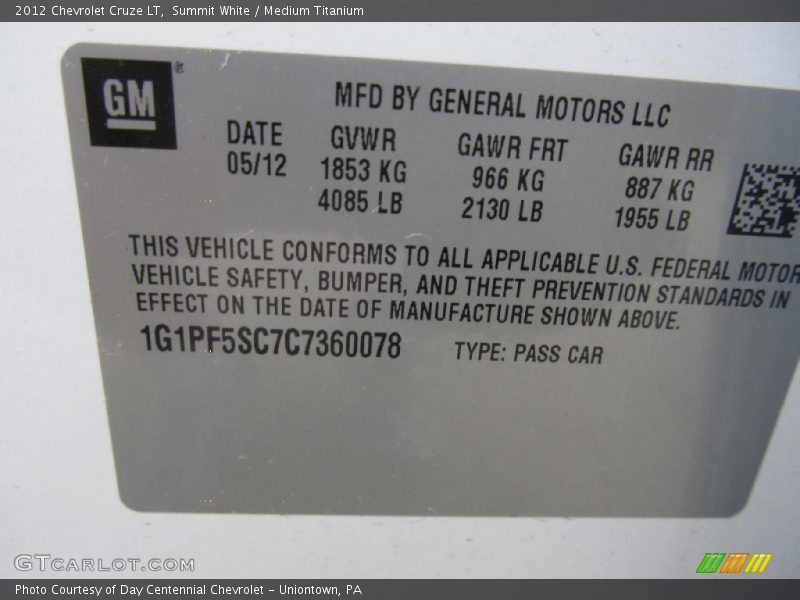 2012 Chevrolet Cruze LT,  Summit White / Medium Titanium
GM ®
MFD BY GENERAL MOTORS LLC
DATE GVWR GAWR FRT GAWR RR
05/12 1853 KG 966 KG 887 KG
4085 LB 2130 LB 1955 LB
THIS VEHICLE CONFORMS TO ALL APPLICABLE U.S. FEDERAL MOTOR
VEHICLE SAFETY, BUMPER, AND THEFT PREVENTION STANDARDS IN
EFFECT ON THE DATE OF MANUFACTURE SHOWN ABOVE.
1G1PF5SC7C7360078 TYPE: PASS CAR
GTCARLOT.COM
Photo Courtesy of Day Centennial Chevrolet - Uniontown, PA